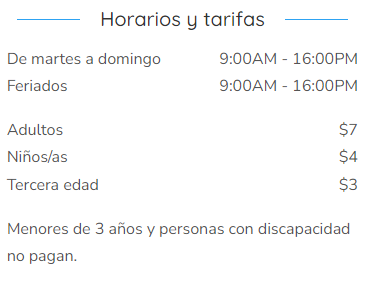 Horarios y tarifas
De martes a domingo 9:00AM - 16:00PM
Feriados 9:00AM - 16:00PM
Adultos $7
Niños/as $4
Tercera edad $3
Menores de 3 años y personas con discapacidad
no pagan.